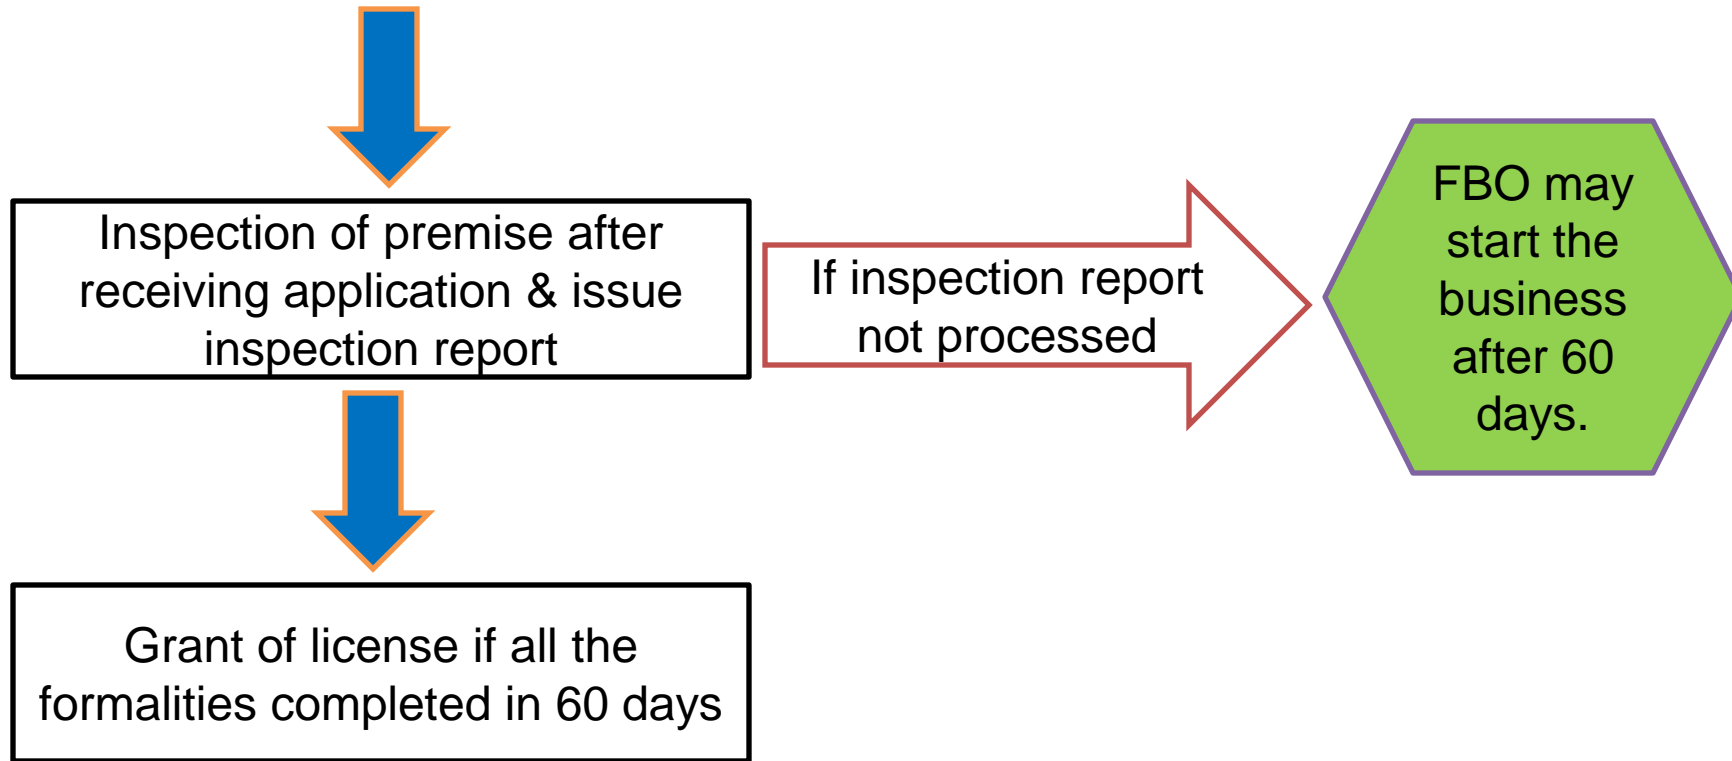 Inspection of premise after
receiving application & issue
inspection report
If inspection report
not processed
FBO may
start the
business
after 60
days.
Grant of license if all the
formalities completed in 60 days